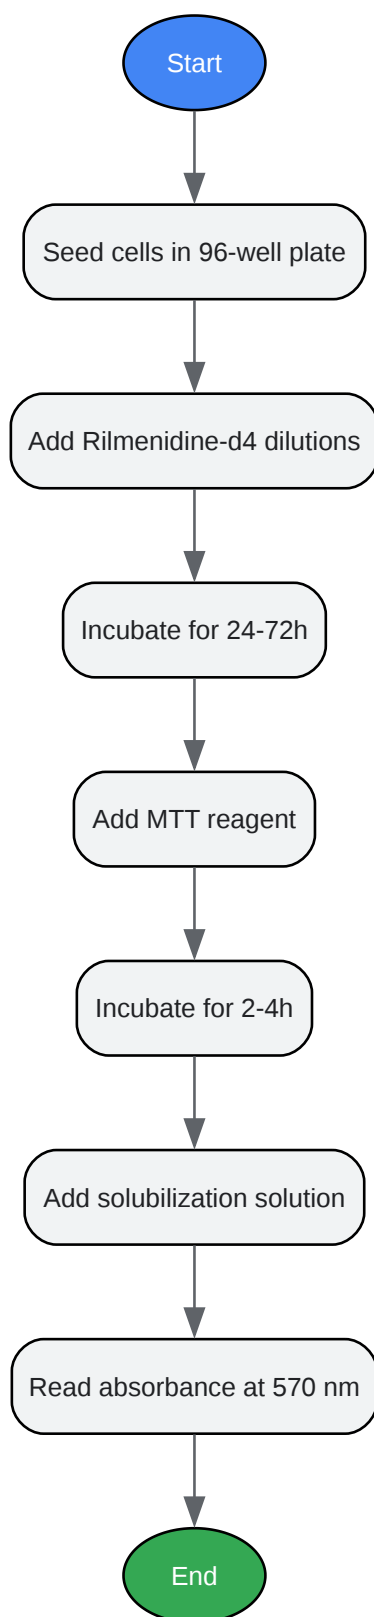 Start
Seed cells in 96-well plate
Add Rilmenidine-d4 dilutions
Incubate for 24-72h
Add MTT reagent
Incubate for 2-4h
Add solubilization solution
Read absorbance at 570 nm
End